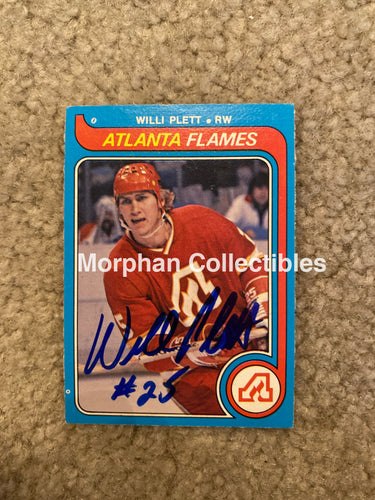 WILLI PLETT • RW
ATLANTA FLAMES
Morphan Collectibles
Willi Plett
#25